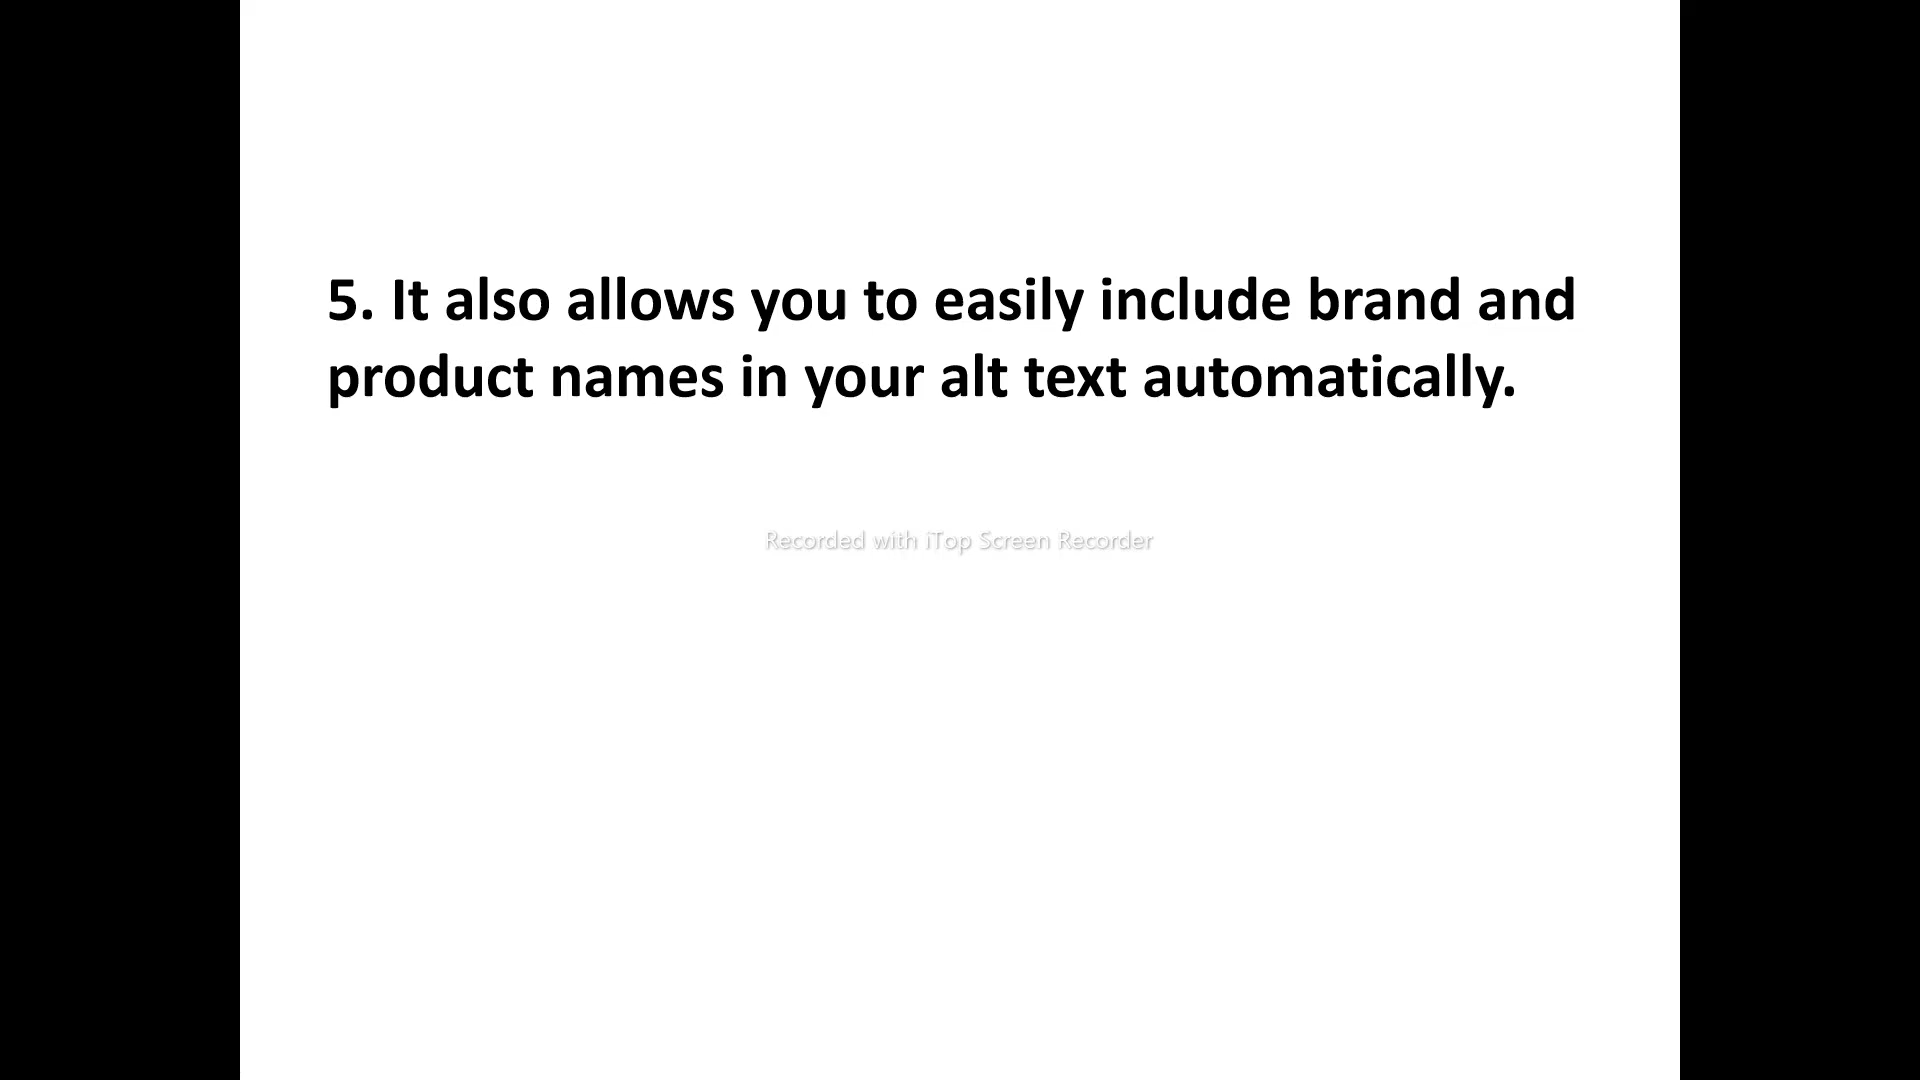 5. It also allows you to easily include brand and
product names in your alt text automatically.
Recorded with iTop Screen Recorder